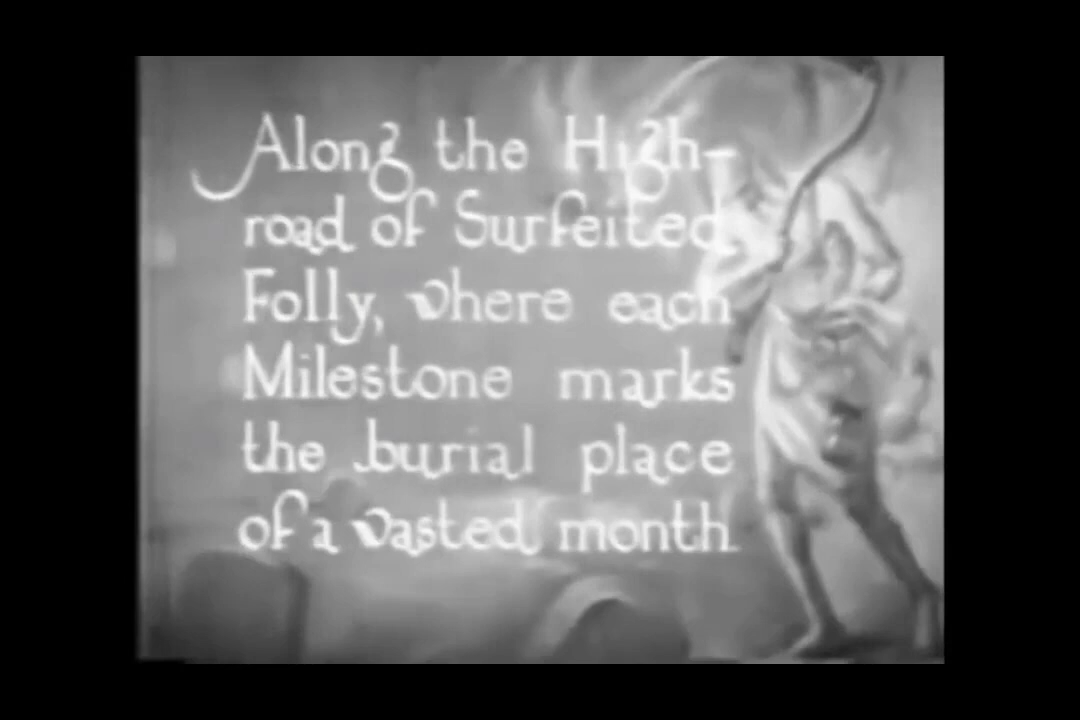 Along the High-
road of Surfeited
Folly, where each
Milestone marks
the burial place
of a wasted month